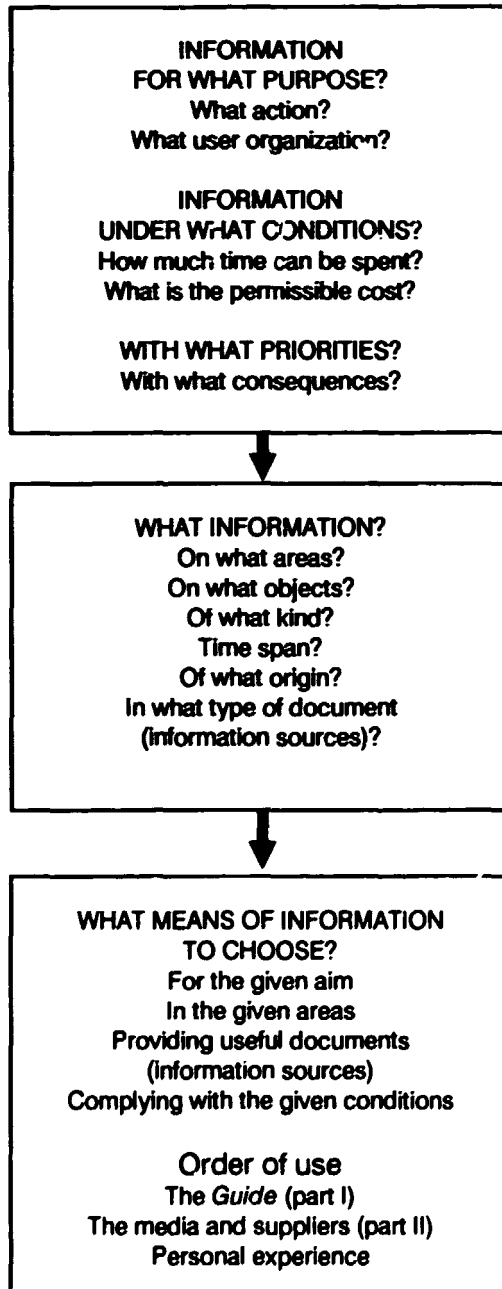 INFORMATION
FOR WHAT PURPOSE?
What action?
What user organization?
INFORMATION
UNDER WHAT CONDITIONS?
How much time can be spent?
What is the permissible cost?
WITH WHAT PRIORITIES?
With what consequences?
WHAT INFORMATION?
On what areas?
On what objects?
Of what kind?
Time span?
Of what origin?
In what type of document
(information sources)?
WHAT MEANS OF INFORMATION
TO CHOOSE?
For the given aim
In the given areas
Providing useful documents
(information sources)
Complying with the given conditions
Order of use
The Guide (part I)
The media and suppliers (part II)
Personal experience